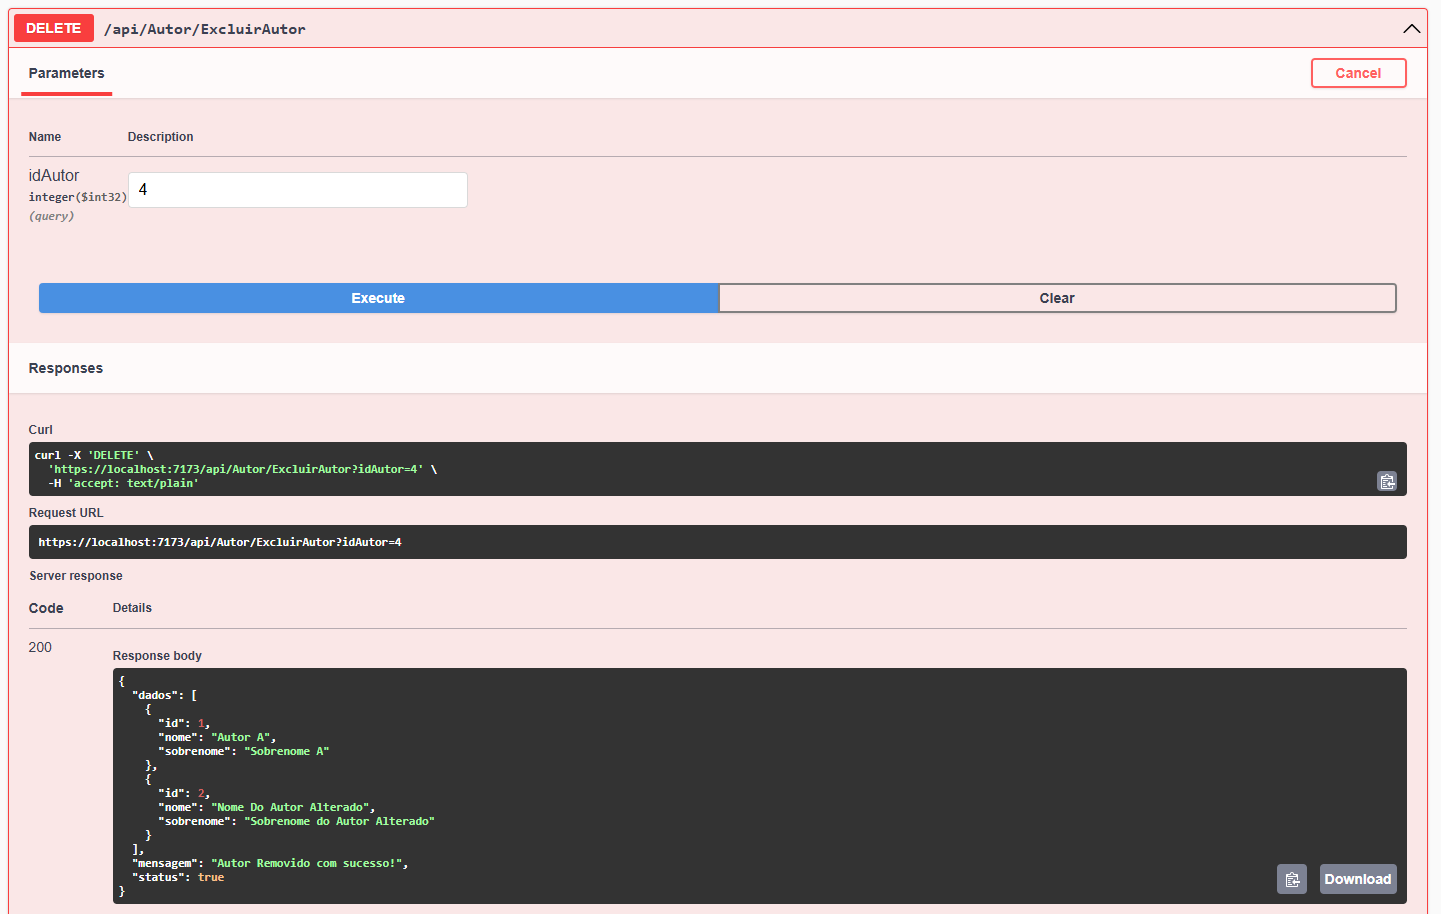 DELETE /api/Autor/ExcluirAutor
Parameters
Cancel
Name Description
idAutor
integer($int32)
(query)
4
Execute Clear
Responses
Curl
curl -X 'DELETE' \
  'https://localhost:7173/api/Autor/ExcluirAutor?idAutor=4' \
  -H 'accept: text/plain'
Request URL
https://localhost:7173/api/Autor/ExcluirAutor?idAutor=4
Server response
Code Details
200
Response body
{
  "dados": [
    {
      "id": 1,
      "nome": "Autor A",
      "sobrenome": "Sobrenome A"
    },
    {
      "id": 2,
      "nome": "Nome Do Autor Alterado",
      "sobrenome": "Sobrenome do Autor Alterado"
    }
  ],
  "mensagem": "Autor Removido com sucesso!",
  "status": true
}
Download